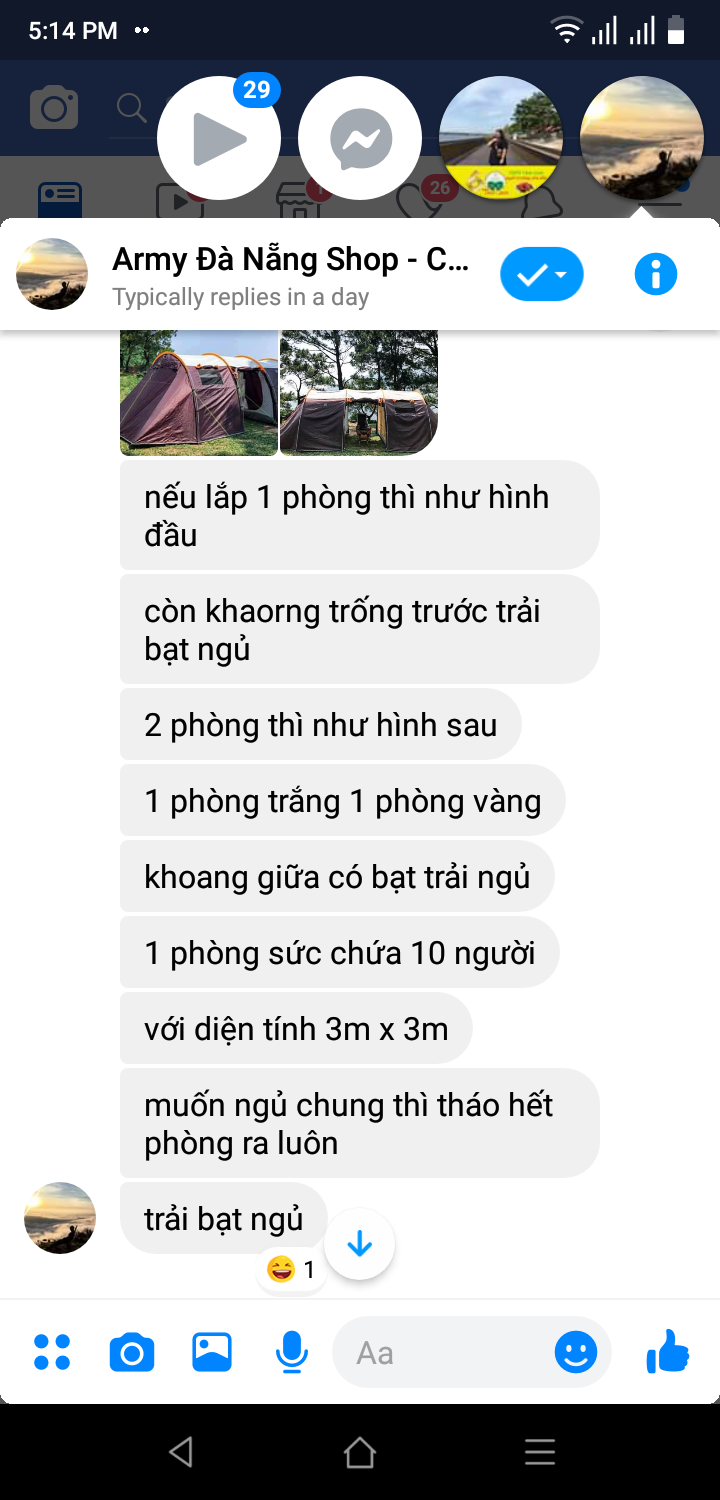 5:14 PM
29
1
26
Army Đà Nẵng Shop - C...
Typically replies in a day
nếu lắp 1 phòng thì như hình
đầu
còn khaorng trống trước trải
bạt ngủ
2 phòng thì như hình sau
1 phòng trắng 1 phòng vàng
khoang giữa có bạt trải ngủ
1 phòng sức chứa 10 người
với diện tính 3m x 3m
muốn ngủ chung thì tháo hết
phòng ra luôn
trải bạt ngủ
1
Aa